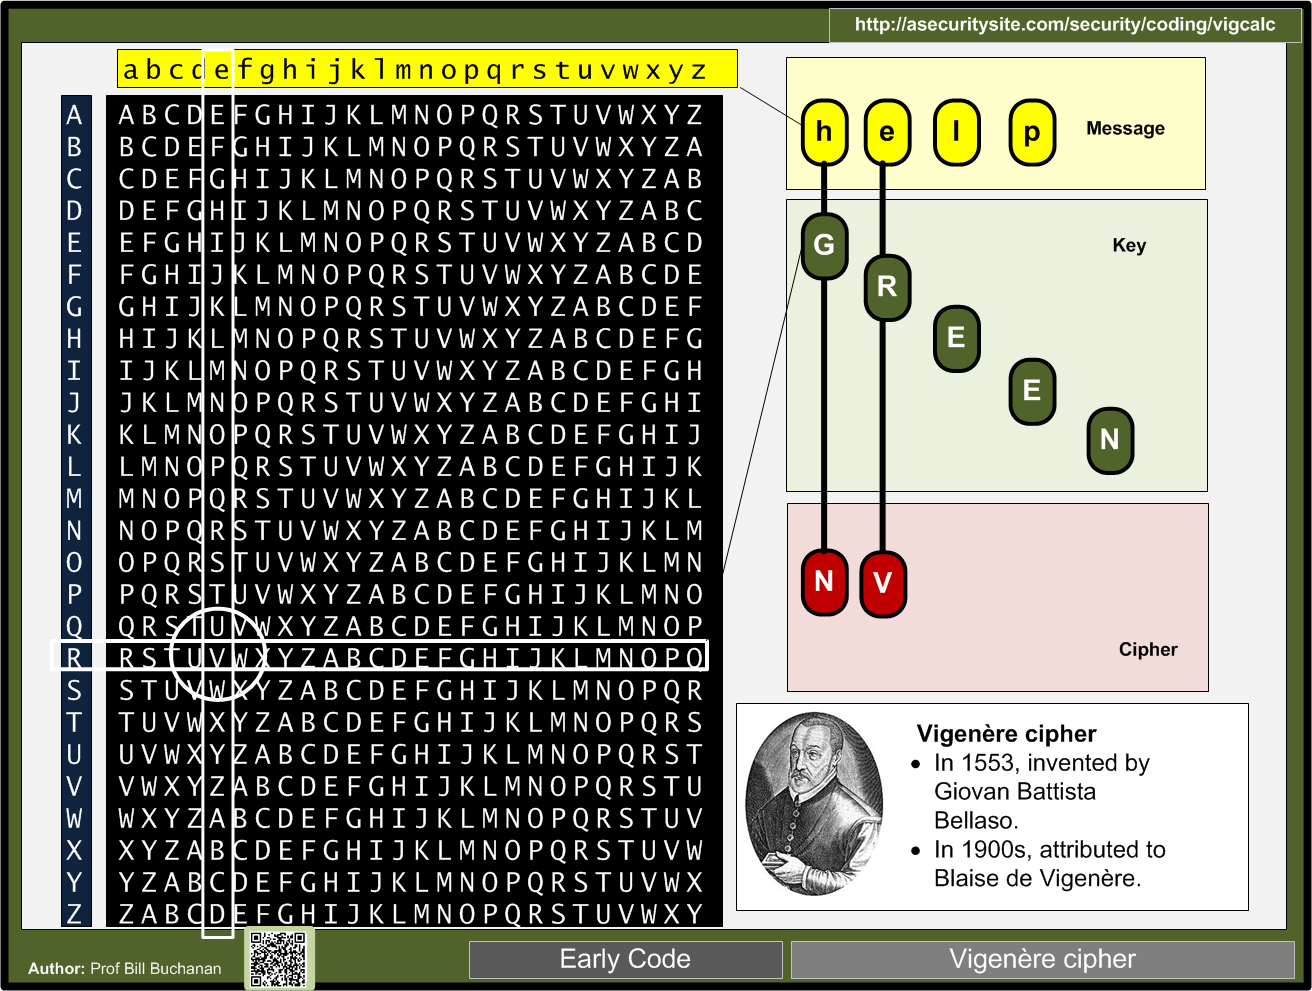 http://asecuritysite.com/security/coding/vigcalc
a b c d e f g h i j k l m n o p q r s t u v w x y z
A A B C D E F G H I J K L M N O P Q R S T U V W X Y Z
B B C D E F G H I J K L M N O P Q R S T U V W X Y Z A
C C D E F G H I J K L M N O P Q R S T U V W X Y Z A B
D D E F G H I J K L M N O P Q R S T U V W X Y Z A B C
E E F G H I J K L M N O P Q R S T U V W X Y Z A B C D
F F G H I J K L M N O P Q R S T U V W X Y Z A B C D E
G G H I J K L M N O P Q R S T U V W X Y Z A B C D E F
H H I J K L M N O P Q R S T U V W X Y Z A B C D E F G
I I J K L M N O P Q R S T U V W X Y Z A B C D E F G H
J J K L M N O P Q R S T U V W X Y Z A B C D E F G H I
K K L M N O P Q R S T U V W X Y Z A B C D E F G H I J
L L M N O P Q R S T U V W X Y Z A B C D E F G H I J K
M M N O P Q R S T U V W X Y Z A B C D E F G H I J K L
N N O P Q R S T U V W X Y Z A B C D E F G H I J K L M
O O P Q R S T U V W X Y Z A B C D E F G H I J K L M N
P P Q R S T U V W X Y Z A B C D E F G H I J K L M N O
Q Q R S T U V W X Y Z A B C D E F G H I J K L M N O P
R R S T U V W X Y Z A B C D E F G H I J K L M N O P Q
S S T U V W X Y Z A B C D E F G H I J K L M N O P Q R
T T U V W X Y Z A B C D E F G H I J K L M N O P Q R S
U U V W X Y Z A B C D E F G H I J K L M N O P Q R S T
V V W X Y Z A B C D E F G H I J K L M N O P Q R S T U
W W X Y Z A B C D E F G H I J K L M N O P Q R S T U V
X X Y Z A B C D E F G H I J K L M N O P Q R S T U V W
Y Y Z A B C D E F G H I J K L M N O P Q R S T U V W X
Z Z A B C D E F G H I J K L M N O P Q R S T U V W X Y
h e l p Message
Key
G
R
E
E
N
N V
Cipher
Vigenère cipher
• In 1553, invented by
Giovan Battista
Bellaso.
• In 1900s, attributed to
Blaise de Vigenère.
Author: Prof Bill Buchanan
Early Code
Vigenère cipher